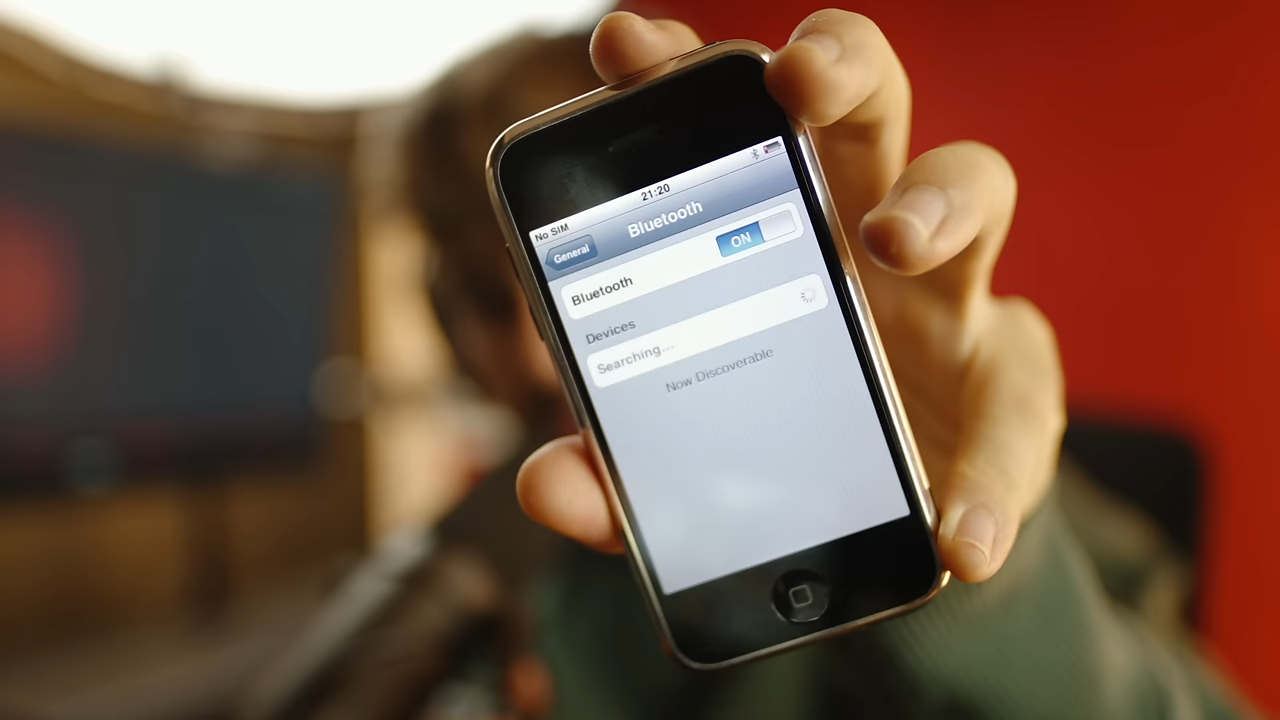 21:20
No SIM
Bluetooth
General
Bluetooth
ON
Devices
Searching...
Now Discoverable